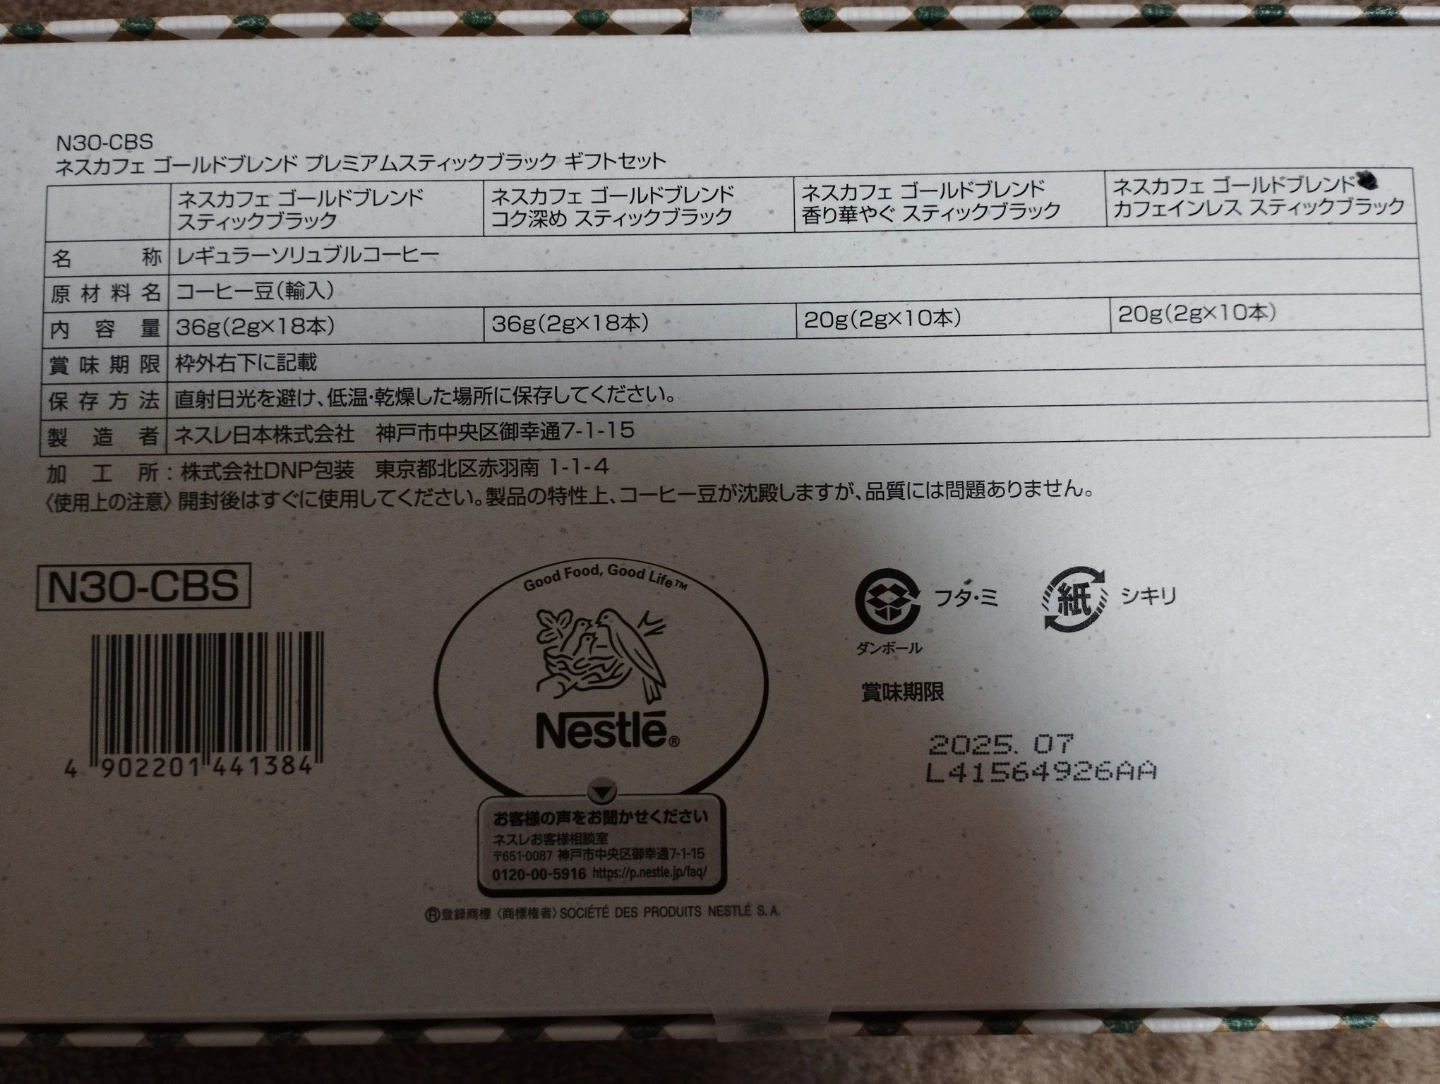 N30-CBS
ネスカフェ ゴールドブレンド プレミアムスティックブラック ギフトセット
ネスカフェ ゴールドブレンド
スティックブラック
ネスカフェ ゴールドブレンド
コク深め スティックブラック
ネスカフェ ゴールドブレンド
香り華やぐ スティックブラック
ネスカフェ ゴールドブレンド
カフェインレス スティックブラック
名称 レギュラーソリュブルコーヒー
原材料名 コーヒー豆(輸入)
内容量 36g(2g×18本) 36g(2g×18本) 20g(2g×10本) 20g(2g×10本)
賞味期限 枠外右下に記載
保存方法 直射日光を避け、低温・乾燥した場所に保存してください。
製造者 ネスレ日本株式会社 神戸市中央区御幸通7-1-15
加工所:株式会社DNP包装 東京都北区赤羽南 1-1-4
〈使用上の注意〉開封後はすぐに使用してください。製品の特性上、コーヒー豆が沈殿しますが、品質には問題ありません。
N30-CBS
4 902201 441384
Good Food, Good Life™
Nestlé®
お客様の声をお聞かせください
ネスレお客様相談室
〒651-0087 神戸市中央区御幸通7-1-15
0120-00-5916 https://p.nestle.jp/faq/
®登録商標〈商標権者〉SOCIÉTÉ DES PRODUITS NESTLÉ S.A.
フタ・ミ
ダンボール
紙
シキリ
賞味期限
2025.07
L41564926AA